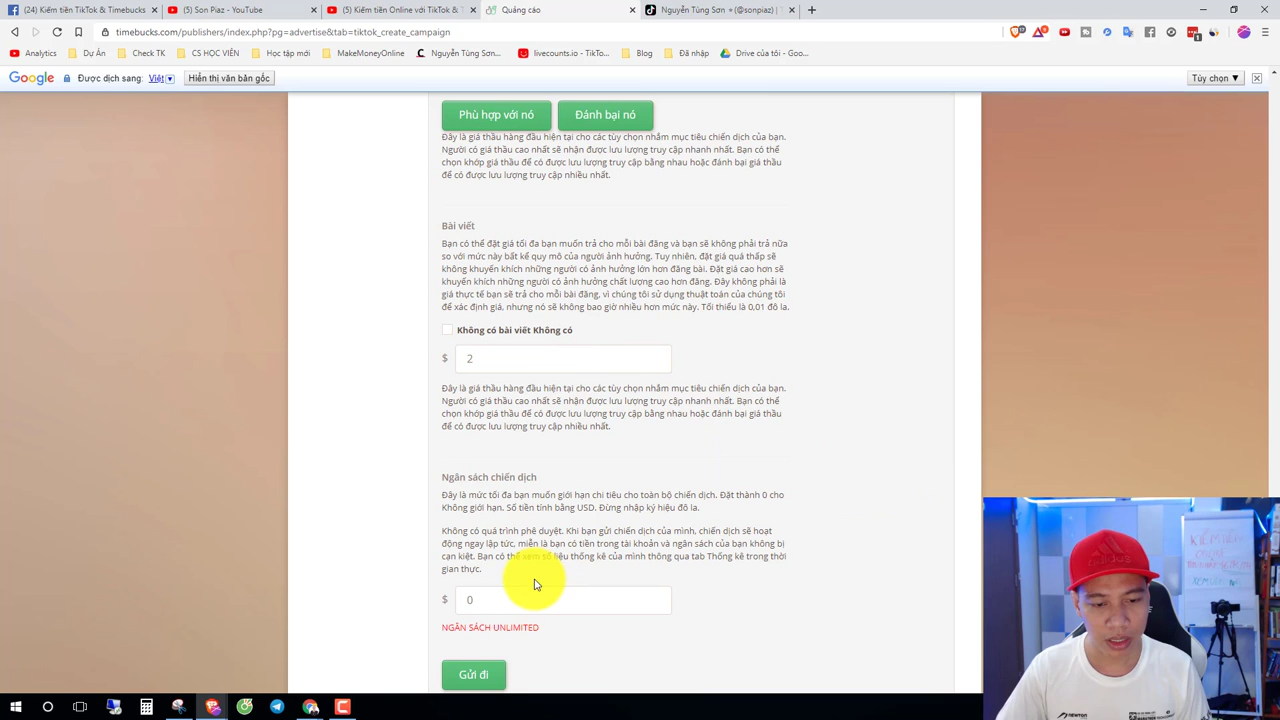 (24) Kiếm tiền TikTok & Timebucks
(5) Son Piaz - YouTube
(5) Kiếm tiền Online với TikTok & T
Quảng cáo
Nguyễn Tùng Sơn
(@sonpiaz) | T
timebucks.com/publishers/index.php?pg=advertise&tab=tiktok_create_campaign
Analytics
Dự Án
Check TK
CS HỌC VIÊN
Học tập mới
MakeMoneyOnline
Nguyễn Tùng Sơn...
livecounts.io - TikTo...
Blog
Đã nhập
Drive của tôi - Goo...
Google
Được dịch sang:
Việt
Hiển thị văn bản gốc
Tùy chọn ▼
Phù hợp với nó
Đánh bại nó
Đây là giá thầu hàng đầu hiện tại cho các tùy chọn nhắm mục tiêu chiến dịch của bạn.
Người có giá thầu cao nhất sẽ nhận được lưu lượng truy cập nhanh nhất. Bạn có thể
chọn khớp giá thầu để có được lưu lượng truy cập bằng nhau hoặc đánh bại giá thầu
để có được lưu lượng truy cập nhiều nhất.
Bài viết
Bạn có thể đặt giá tối đa bạn muốn trả cho mỗi bài đăng và bạn sẽ không phải trả nữa
so với mức này bất kể quy mô của người ảnh hưởng. Tuy nhiên, đặt giá quá thấp sẽ
không khuyến khích những người có ảnh hưởng lớn hơn đăng bài. Đặt giá cao hơn sẽ
khuyến khích những người có ảnh hưởng chất lượng cao hơn đăng. Đây không phải là
giá thực tế bạn sẽ trả cho mỗi bài đăng, vì chúng tôi sử dụng thuật toán của chúng tôi
để xác định giá, nhưng nó sẽ không bao giờ nhiều hơn mức này. Tối thiểu là 0,01 đô la.
Không có bài viết Không có
$ 2
Đây là giá thầu hàng đầu hiện tại cho các tùy chọn nhắm mục tiêu chiến dịch của bạn.
Người có giá thầu cao nhất sẽ nhận được lưu lượng truy cập nhanh nhất. Bạn có thể
chọn khớp giá thầu để có được lưu lượng truy cập bằng nhau hoặc đánh bại giá thầu
để có được lưu lượng truy cập nhiều nhất.
Ngân sách chiến dịch
Đây là mức tối đa bạn muốn giới hạn chi tiêu cho toàn bộ chiến dịch. Đặt thành 0 cho
Không giới hạn. Số tiền tính bằng USD. Đừng nhập ký hiệu đô la.
Không có quá trình phê duyệt. Khi bạn gửi chiến dịch của mình, chiến dịch sẽ hoạt
động ngay lập tức, miễn là bạn có tiền trong tài khoản và ngân sách của bạn không bị
cạn kiệt. Bạn có thể xem số liệu thống kê của mình thông qua tab Thống kê trong thời
gian thực.
$ 0
NGÂN SÁCH UNLIMITED
Gửi đi
adidas